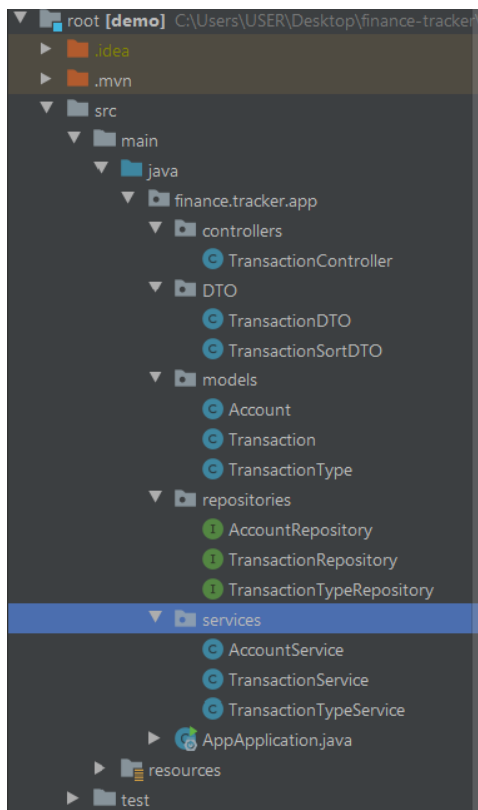 root [demo] C:\Users\USER\Desktop\finance-tracker\
.idea
.mvn
src
main
java
finance.tracker.app
controllers
C TransactionController
DTO
C TransactionDTO
C TransactionSortDTO
models
C Account
C Transaction
C TransactionType
repositories
I AccountRepository
I TransactionRepository
I TransactionTypeRepository
services
C AccountService
C TransactionService
C TransactionTypeService
AppApplication.java
resources
test